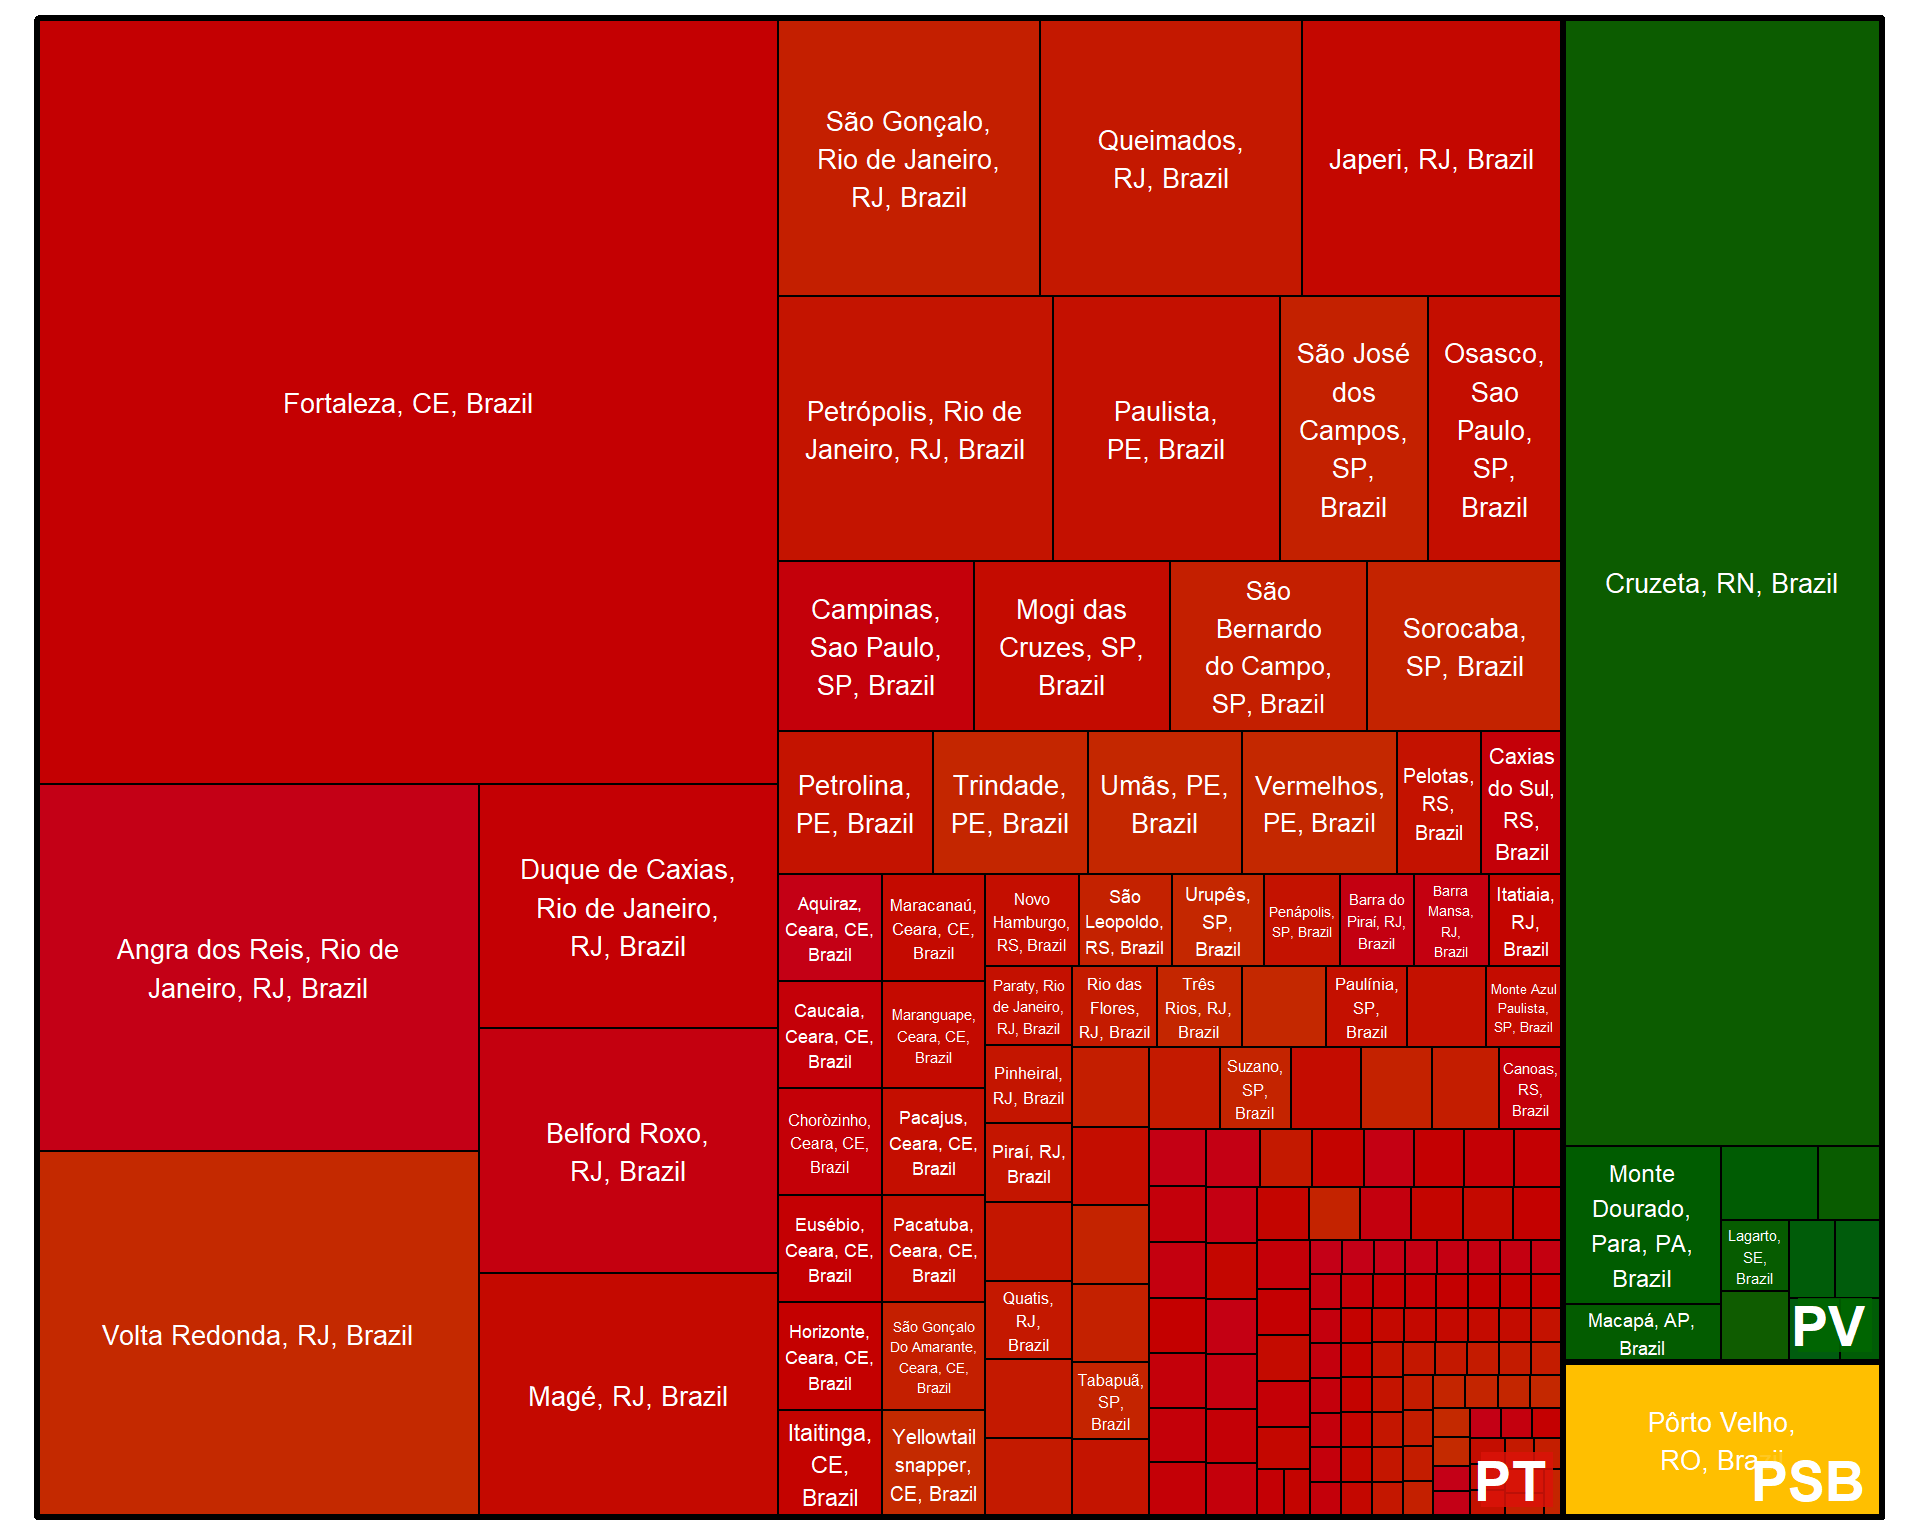 Fortaleza, CE, Brazil
Angra dos Reis, Rio de
Janeiro, RJ, Brazil
Volta Redonda, RJ, Brazil
Duque de Caxias,
Rio de Janeiro,
RJ, Brazil
Belford Roxo,
RJ, Brazil
Magé, RJ, Brazil
São Gonçalo,
Rio de Janeiro,
RJ, Brazil
Queimados,
RJ, Brazil
Japeri, RJ, Brazil
Petrópolis, Rio de
Janeiro, RJ, Brazil
Paulista,
PE, Brazil
São José
dos
Campos,
SP,
Brazil
Osasco,
Sao
Paulo,
SP,
Brazil
Campinas,
Sao Paulo,
SP, Brazil
Mogi das
Cruzes, SP,
Brazil
São
Bernardo
do Campo,
SP, Brazil
Sorocaba,
SP, Brazil
Petrolina,
PE, Brazil
Trindade,
PE, Brazil
Umãs, PE,
Brazil
Vermelhos,
PE, Brazil
Pelotas,
RS,
Brazil
Caxias
do Sul,
RS,
Brazil
Aquiraz,
Ceara, CE,
Brazil
Maracanaú,
Ceara, CE,
Brazil
Caucaia,
Ceara, CE,
Brazil
Maranguape,
Ceara, CE,
Brazil
Choròzinho,
Ceara, CE,
Brazil
Pacajus,
Ceara, CE,
Brazil
Eusébio,
Ceara, CE,
Brazil
Pacatuba,
Ceara, CE,
Brazil
Horizonte,
Ceara, CE,
Brazil
São Gonçalo
Do Amarante,
Ceara, CE,
Brazil
Itaitinga,
CE,
Brazil
Yellowtail
snapper,
CE, Brazil
Novo
Hamburgo,
RS, Brazil
São
Leopoldo,
RS, Brazil
Urupês,
SP,
Brazil
Penápolis,
SP, Brazil
Barra do
Piraí, RJ,
Brazil
Barra
Mansa,
RJ,
Brazil
Itatiaia,
RJ,
Brazil
Paraty, Rio
de Janeiro,
RJ, Brazil
Rio das
Flores,
RJ, Brazil
Três
Rios, RJ,
Brazil
Paulínia,
SP,
Brazil
Monte Azul
Paulista,
SP, Brazil
Pinheiral,
RJ, Brazil
Suzano,
SP,
Brazil
Canoas,
RS,
Brazil
Piraí, RJ,
Brazil
Quatis,
RJ,
Brazil
Tabapuã,
SP,
Brazil
PT
Cruzeta, RN, Brazil
Monte
Dourado,
Para, PA,
Brazil
Lagarto,
SE,
Brazil
Macapá, AP,
Brazil
PV
Pôrto Velho,
RO, Brazil
PSB